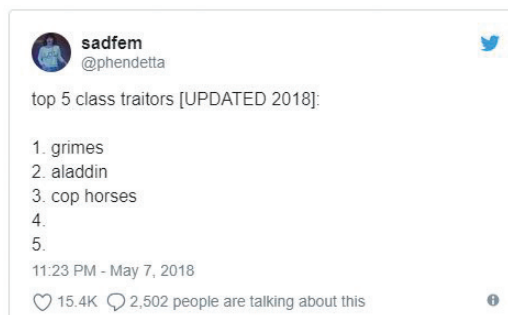 sadfem
@phendetta
top 5 class traitors [UPDATED 2018]:
1. grimes
2. aladdin
3. cop horses
4.
5.
11:23 PM - May 7, 2018
15.4K 2,502 people are talking about this